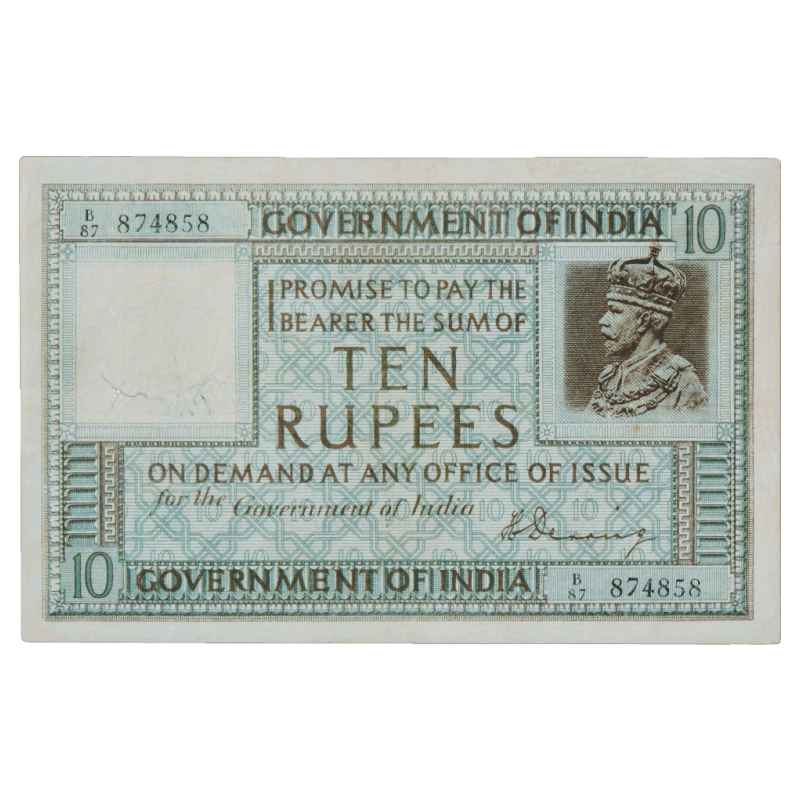 B/87 874858 GOVERNMENT OF INDIA 10
I PROMISE TO PAY THE
BEARER THE SUM OF
TEN
RUPEES
ON DEMAND AT ANY OFFICE OF ISSUE
for the Government of India
H Denning
10 GOVERNMENT OF INDIA B/87 874858